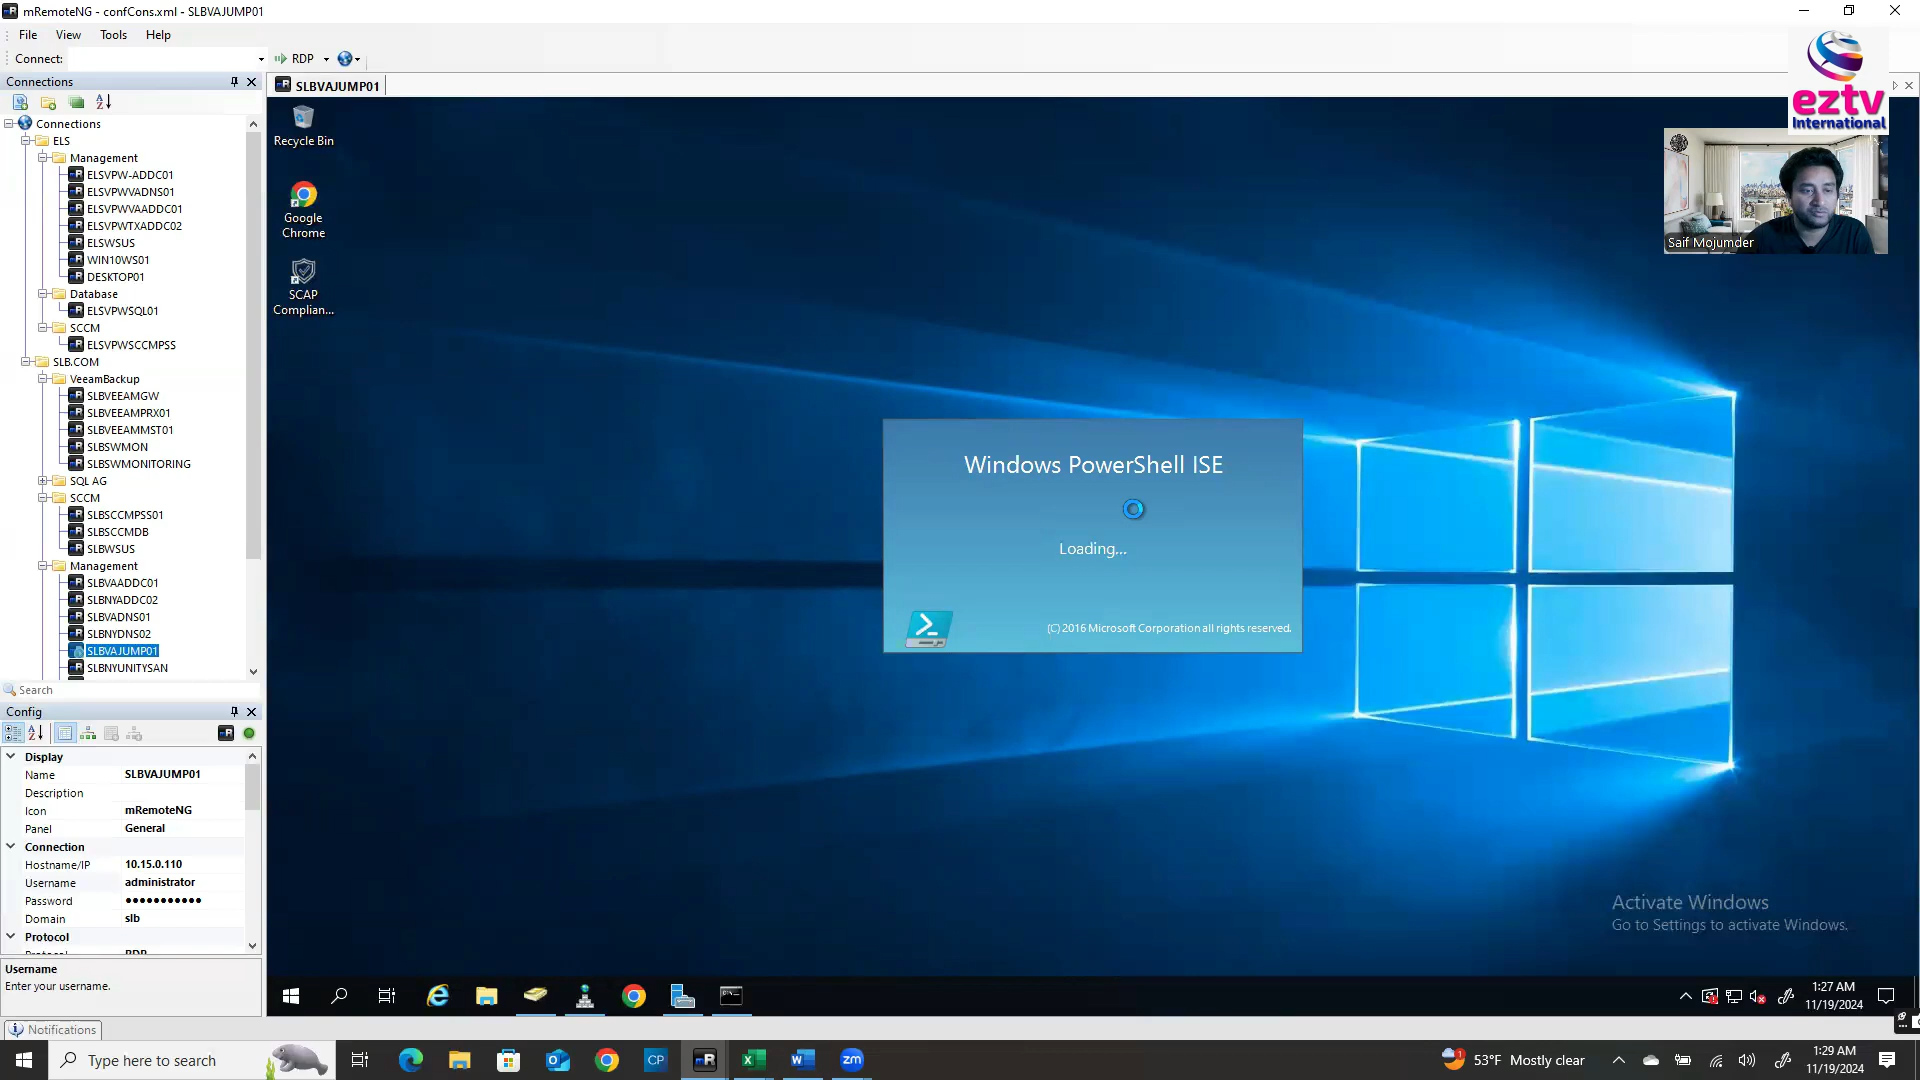 mRemoteNG - confCons.xml - SLBVAJUMP01
File View Tools Help
Connect:
RDP
Connections
SLBVAJUMP01
eztv
International
Saif Mojumder
Connections
ELS
Management
ELSVPW-ADDC01
ELSVPWVADNS01
ELSVPWVAADDC01
ELSVPWTXADDC02
ELSWSUS
WIN10WS01
DESKTOP01
Database
ELSVPWSQL01
SCCM
ELSVPWSCCMPSS
SLB.COM
VeeamBackup
SLBVEEAMGW
SLBVEEAMPRX01
SLBVEEAMMST01
SLBSWMON
SLBSWMONITORING
SQL AG
SCCM
SLBSCCMPSS01
SLBSCCMDB
SLBWSUS
Management
SLBVAADDC01
SLBNYADDC02
SLBVADNS01
SLBNYDNS02
SLBVAJUMP01
SLBNYUNITYSAN
Search
Config
Display
Name SLBVAJUMP01
Description
Icon mRemoteNG
Panel General
Connection
Hostname/IP 10.15.0.110
Username administrator
Password ●●●●●●●●●●●
Domain slb
Protocol
Protocol RDP
Username
Enter your username.
Notifications
Recycle Bin
Google
Chrome
SCAP
Complian...
Windows PowerShell ISE
Loading...
(C) 2016 Microsoft Corporation all rights reserved.
Activate Windows
Go to Settings to activate Windows.
1:27 AM
11/19/2024
Type here to search
CP
zm
53°F Mostly clear
1:29 AM
11/19/2024